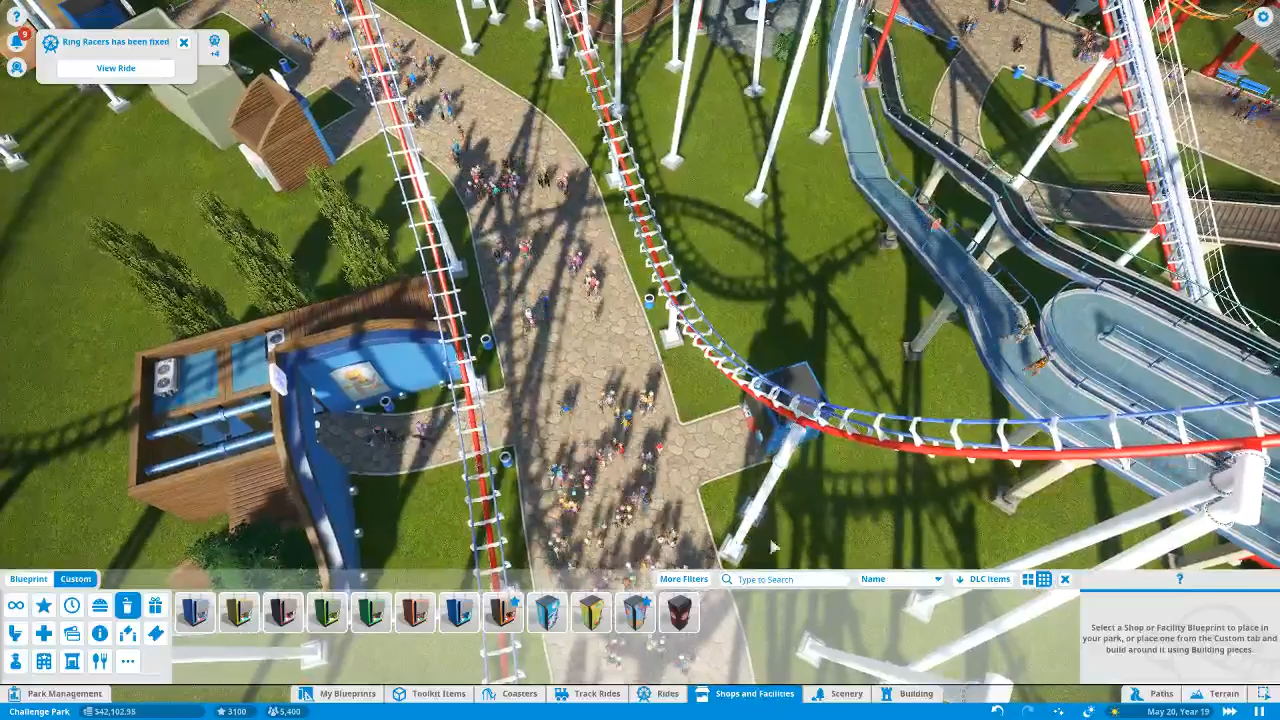 ?
9
Ring Racers has been fixed
+4
View Ride
Blueprint
Custom
More Filters
Type to Search
Name
DLC Items
?
Select a Shop or Facility Blueprint to place in
your park, or place one from the Custom tab and
build around it using Building pieces.
Park Management
My Blueprints
Toolkit Items
Coasters
Track Rides
Rides
Shops and Facilities
Scenery
Building
Paths
Terrain
Challenge Park
$42,102.98
3100
5,400
May 20, Year 19